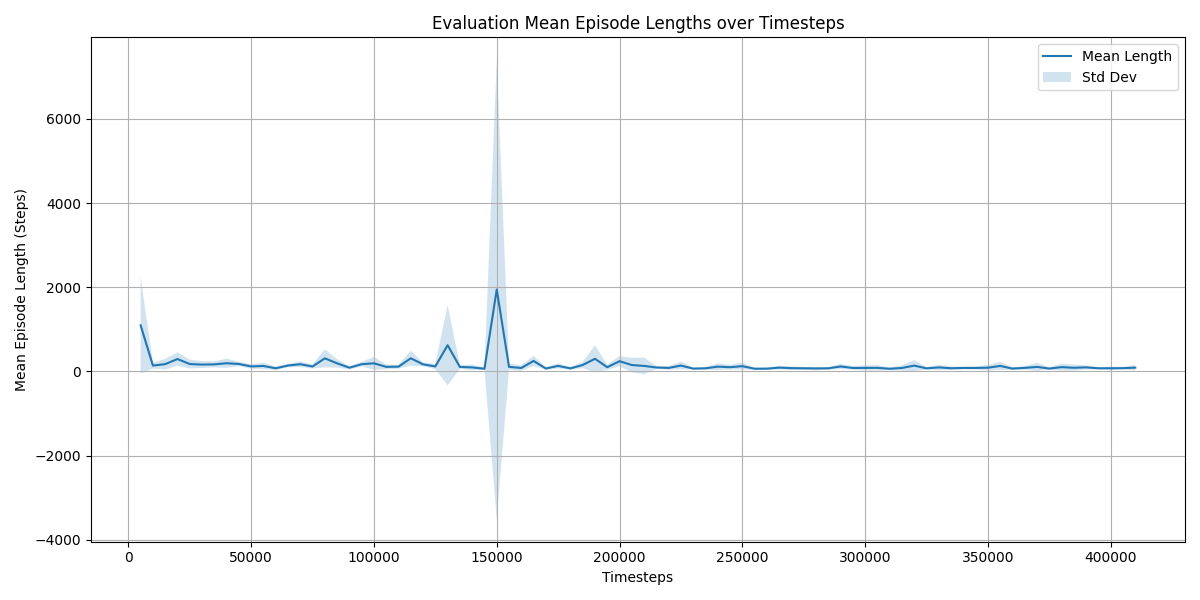 Evaluation Mean Episode Lengths over Timesteps
Mean Length
Std Dev
Mean Episode Length (Steps)
6000
4000
2000
0
−2000
−4000
0 50000 100000 150000 200000 250000 300000 350000 400000
Timesteps